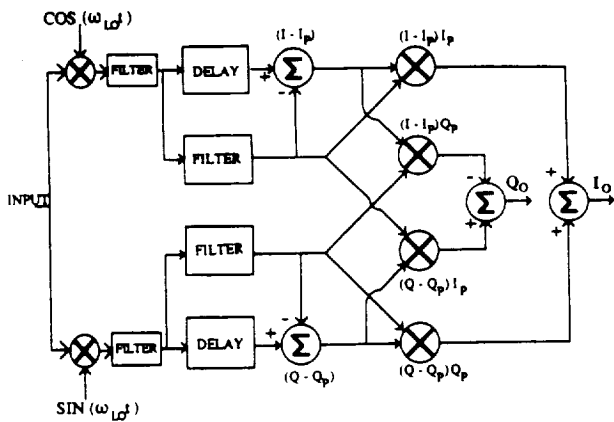 COS (ω_LO t)
(I - I_p)
(I - I_p) I_p
FILTER
DELAY
+
Σ
-
FILTER
(I - I_p) Q_p
INPUT
-
Q_O
+
I_O
Σ
Σ
+
+
FILTER
(Q - Q_p) I_p
-
FILTER
DELAY
+
Σ
(Q - Q_p)
(Q - Q_p) Q_p
SIN (ω_LO t)